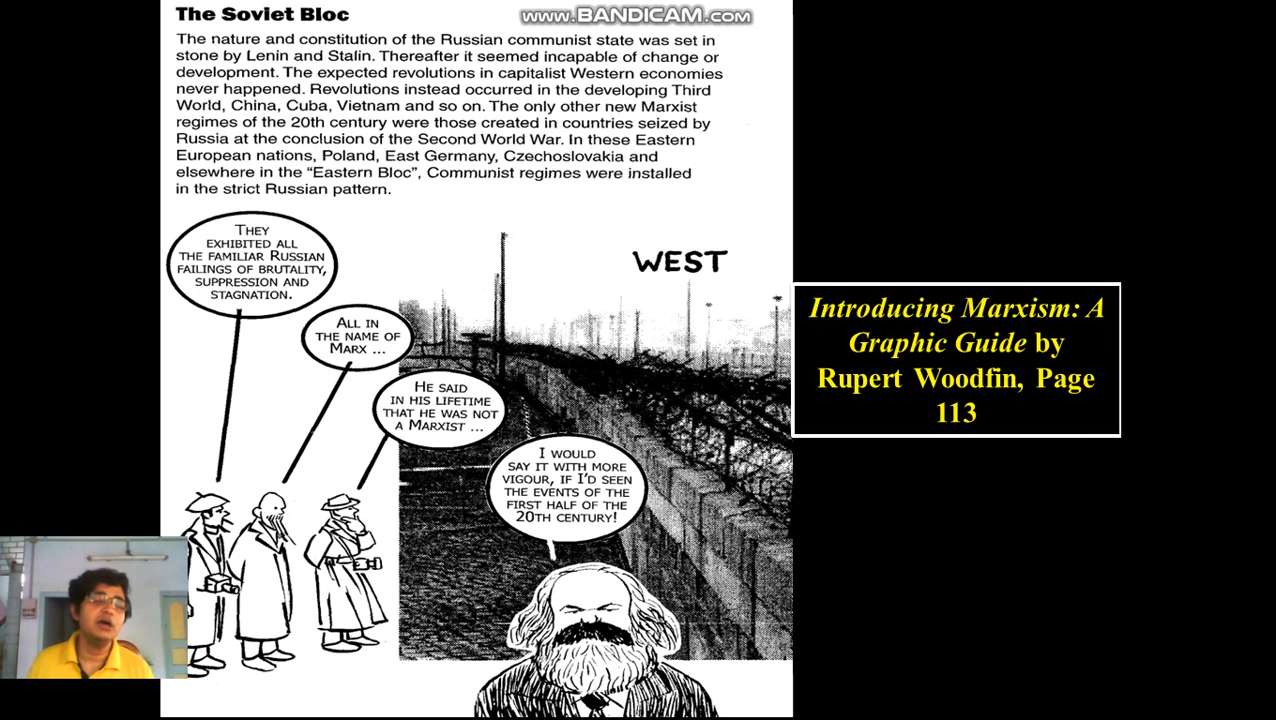 The Soviet Bloc
www.BANDICAM.com
The nature and constitution of the Russian communist state was set in
stone by Lenin and Stalin. Thereafter it seemed incapable of change or
development. The expected revolutions in capitalist Western economies
never happened. Revolutions instead occurred in the developing Third
World, China, Cuba, Vietnam and so on. The only other new Marxist
regimes of the 20th century were those created in countries seized by
Russia at the conclusion of the Second World War. In these Eastern
European nations, Poland, East Germany, Czechoslovakia and
elsewhere in the “Eastern Bloc”, Communist regimes were installed
in the strict Russian pattern.
THEY
EXHIBITED ALL
THE FAMILIAR RUSSIAN
FAILINGS OF BRUTALITY,
SUPPRESSION AND
STAGNATION.
ALL IN
THE NAME OF
MARX ...
HE SAID
IN HIS LIFETIME
THAT HE WAS NOT
A MARXIST ...
I WOULD
SAY IT WITH MORE
VIGOUR, IF I'D SEEN
THE EVENTS OF THE
FIRST HALF OF THE
20TH CENTURY!
WEST
Introducing Marxism: A
Graphic Guide by
Rupert Woodfin, Page
113